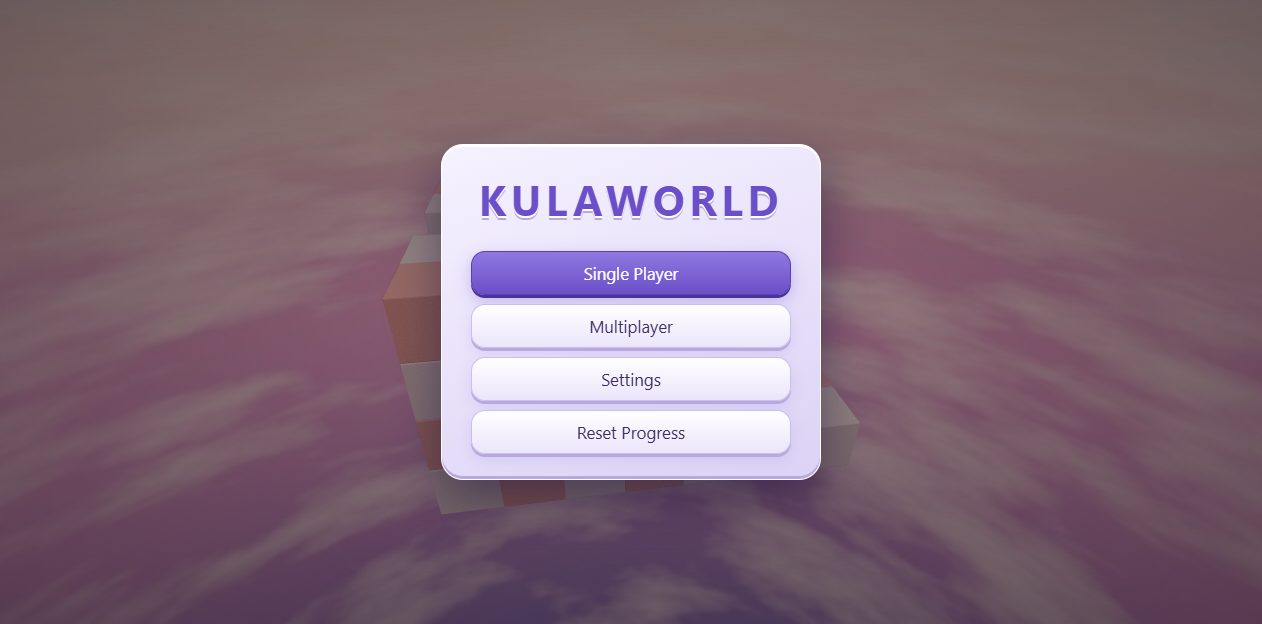 KULAWORLD
Single Player
Multiplayer
Settings
Reset Progress